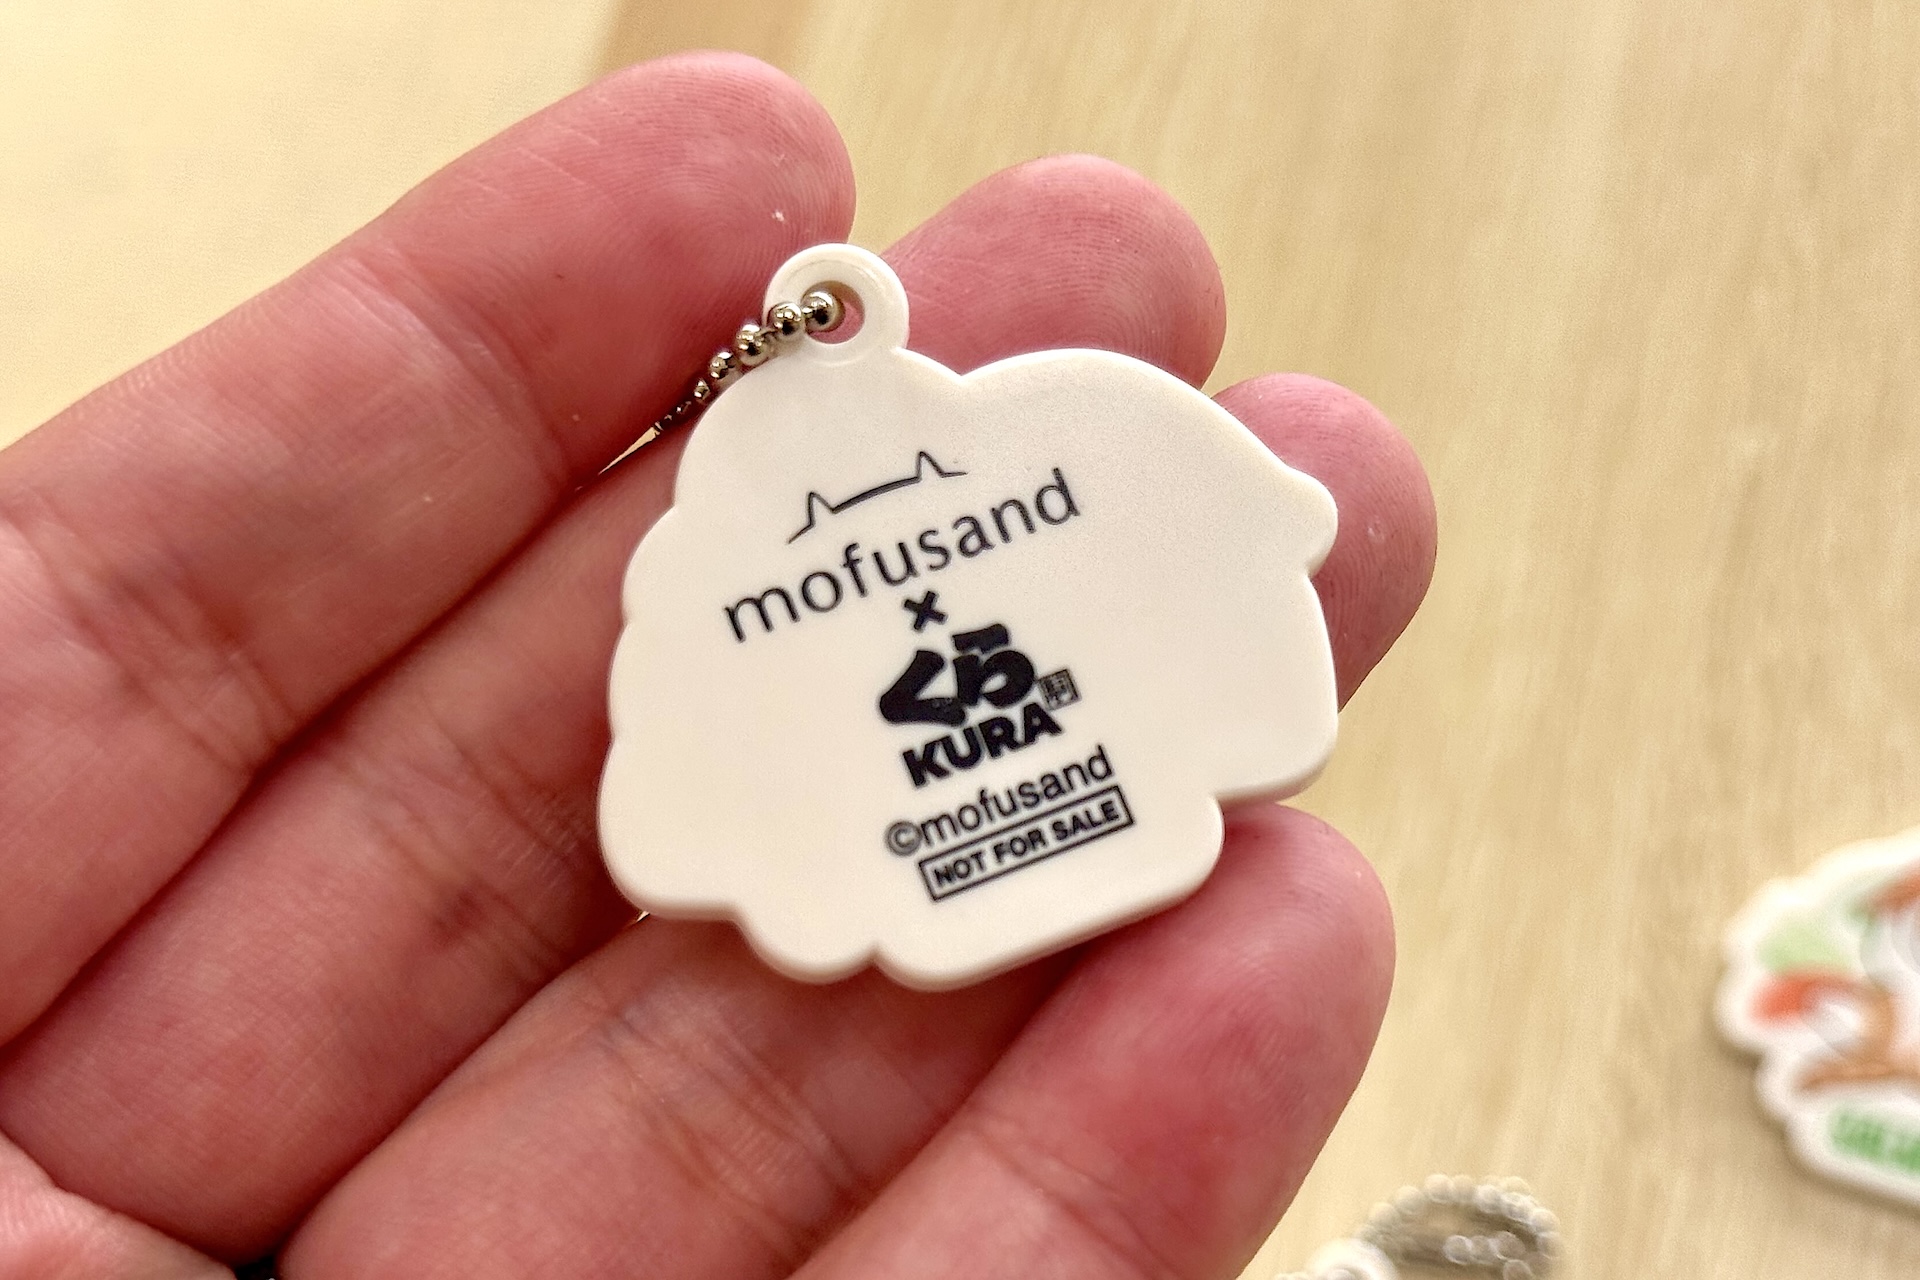 mofusand
×
くら
KURA
©mofusand
NOT FOR SALE